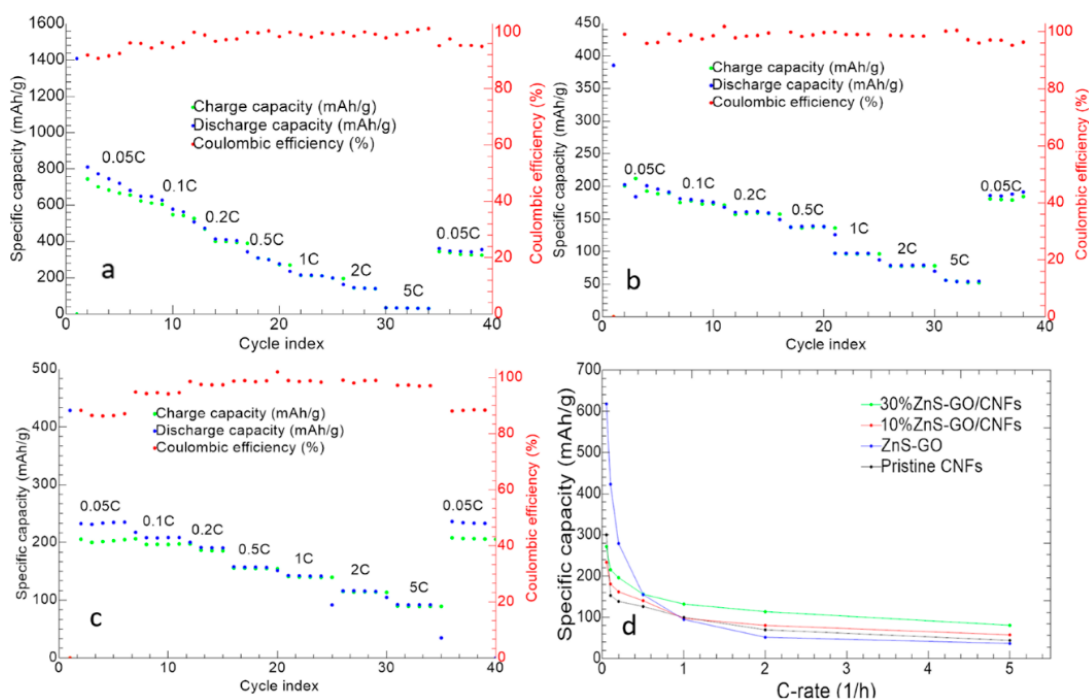 1600
1400
1200
1000
800
600
400
200
0
Specific capacity (mAh/g)
Charge capacity (mAh/g)
Discharge capacity (mAh/g)
Coulombic efficiency (%)
0.05C
0.1C
0.2C
0.5C
1C
2C
5C
0.05C
a
0 10 20 30 40
Cycle index
100
80
60
40
20
0
Coulombic efficiency (%)
450
400
350
300
250
200
150
100
50
0
Specific capacity (mAh/g)
Charge capacity (mAh/g)
Discharge capacity (mAh/g)
Coulombic efficiency (%)
0.05C
0.1C
0.2C
0.5C
1C
2C
5C
0.05C
b
0 10 20 30 40
Cycle index
100
80
60
40
20
0
Coulombic efficiency (%)
500
400
300
200
100
0
Specific capacity (mAh/g)
Charge capacity (mAh/g)
Discharge capacity (mAh/g)
Coulombic efficiency (%)
0.05C
0.1C
0.2C
0.5C
1C
2C
5C
0.05C
c
0 10 20 30 40
Cycle index
100
80
60
40
20
0
Coulombic efficiency (%)
700
600
500
400
300
200
100
0
Specific capacity (mAh/g)
30%ZnS-GO/CNFs
10%ZnS-GO/CNFs
ZnS-GO
Pristine CNFs
d
0 1 2 3 4 5
C-rate (1/h)